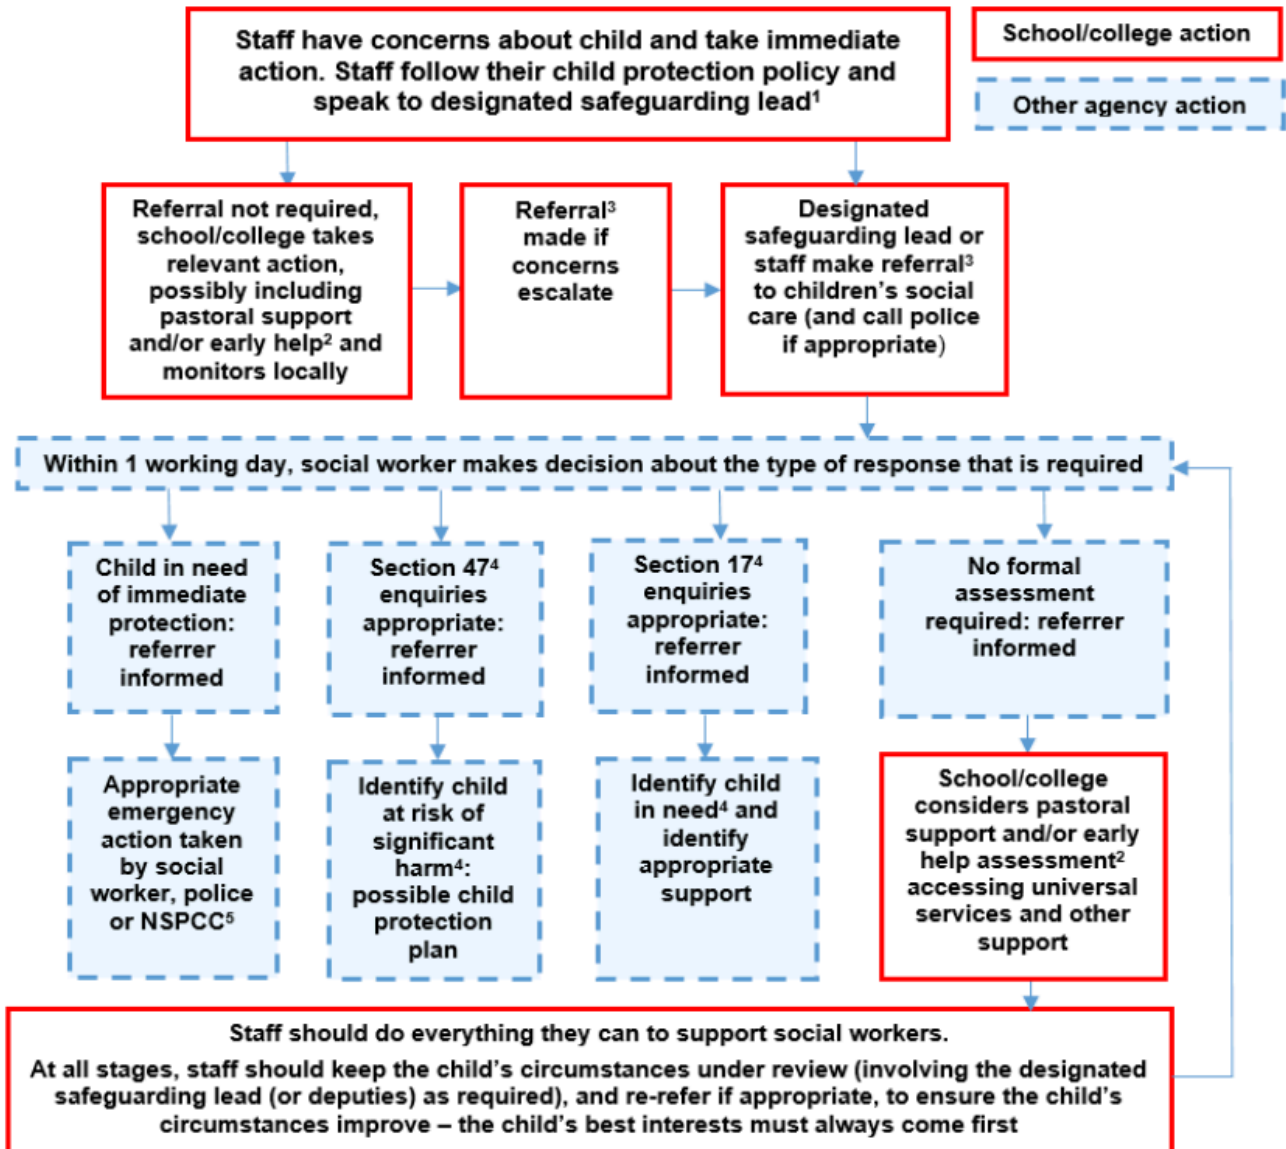 Staff have concerns about child and take immediate
action. Staff follow their child protection policy and
speak to designated safeguarding lead¹
School/college action
Other agency action
Referral not required,
school/college takes
relevant action,
possibly including
pastoral support
and/or early help² and
monitors locally
Referral³
made if
concerns
escalate
Designated
safeguarding lead or
staff make referral³
to children’s social
care (and call police
if appropriate)
Within 1 working day, social worker makes decision about the type of response that is required
Child in need
of immediate
protection:
referrer
informed
Section 47⁴
enquiries
appropriate:
referrer
informed
Section 17⁴
enquiries
appropriate:
referrer
informed
No formal
assessment
required: referrer
informed
Appropriate
emergency
action taken
by social
worker, police
or NSPCC⁵
Identify child
at risk of
significant
harm⁴:
possible child
protection
plan
Identify child
in need⁴ and
identify
appropriate
support
School/college
considers pastoral
support and/or early
help assessment²
accessing universal
services and other
support
Staff should do everything they can to support social workers.
At all stages, staff should keep the child’s circumstances under review (involving the designated
safeguarding lead (or deputies) as required), and re-refer if appropriate, to ensure the child’s
circumstances improve – the child’s best interests must always come first